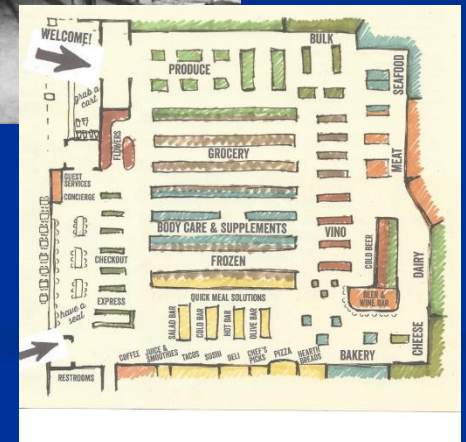 WELCOME!
grab a cart
FLOWERS
GUEST SERVICES
CONCIERGE
CHECKOUT
EXPRESS
have a seat
RESTROOMS
PRODUCE
BULK
SEAFOOD
MEAT
GROCERY
BODY CARE & SUPPLEMENTS
FROZEN
VINO
COLD BEER
BEER & WINE BAR
DAIRY
CHEESE
QUICK MEAL SOLUTIONS
SALAD BAR
COLD BAR
HOT BAR
OLIVE BAR
COFFEE
JUICE & SMOOTHIES
TACOS
SUSHI
DELI
CHEF'S PICKS
PIZZA
HEARTH BREADS
BAKERY